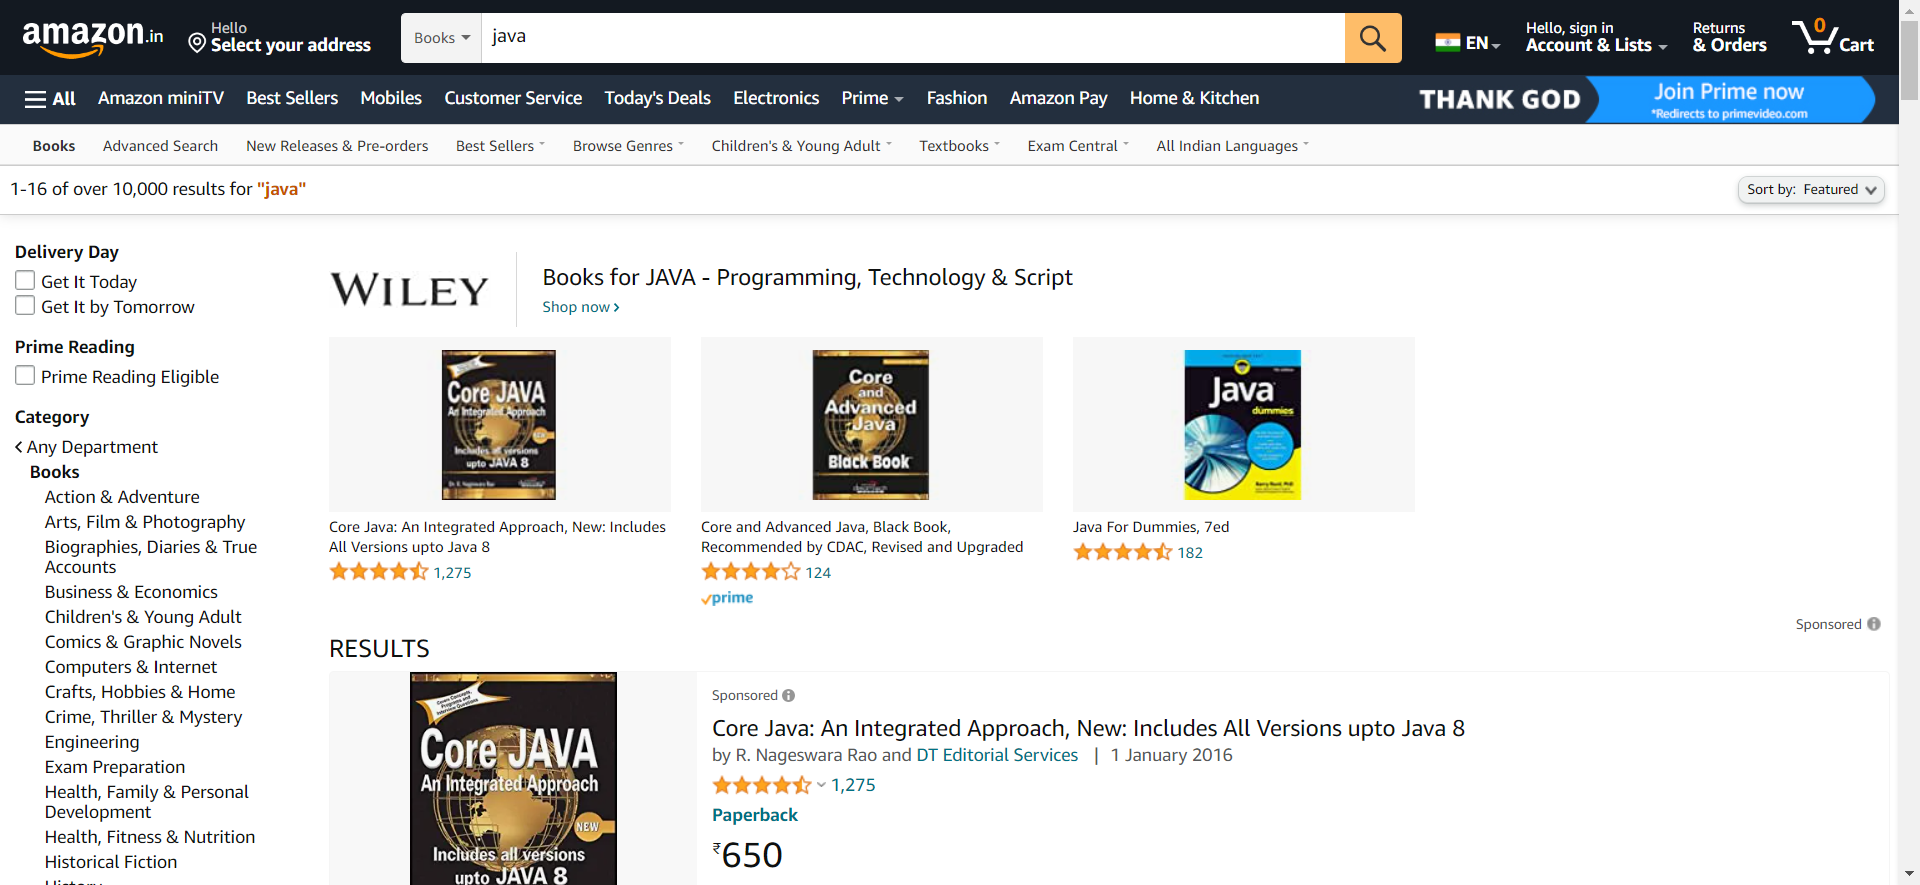 amazon.in
Hello
Select your address
Books
java
EN
Hello, sign in
Account & Lists
Returns
& Orders
0
Cart
All
Amazon miniTV
Best Sellers
Mobiles
Customer Service
Today's Deals
Electronics
Prime
Fashion
Amazon Pay
Home & Kitchen
THANK GOD
Join Prime now
*Redirects to primevideo.com
Books
Advanced Search
New Releases & Pre-orders
Best Sellers
Browse Genres
Children's & Young Adult
Textbooks
Exam Central
All Indian Languages
1-16 of over 10,000 results for "java"
Sort by: Featured
Delivery Day
Get It Today
Get It by Tomorrow
Prime Reading
Prime Reading Eligible
Category
Any Department
Books
Action & Adventure
Arts, Film & Photography
Biographies, Diaries & True
Accounts
Business & Economics
Children's & Young Adult
Comics & Graphic Novels
Computers & Internet
Crafts, Hobbies & Home
Crime, Thriller & Mystery
Engineering
Exam Preparation
Health, Family & Personal
Development
Health, Fitness & Nutrition
Historical Fiction
History
WILEY
Books for JAVA - Programming, Technology & Script
Shop now
Core JAVA
An Integrated Approach
NEW
Includes all versions
upto JAVA 8
Dr. R. Nageswara Rao
Core Java: An Integrated Approach, New: Includes
All Versions upto Java 8
1,275
Core
and
Advanced
Java
Black Book
Core and Advanced Java, Black Book,
Recommended by CDAC, Revised and Upgraded
124
prime
Java
dummies
Java For Dummies, 7ed
182
Sponsored
RESULTS
Core JAVA
An Integrated Approach
NEW
Includes all versions
upto JAVA 8
Sponsored
Core Java: An Integrated Approach, New: Includes All Versions upto Java 8
by R. Nageswara Rao and DT Editorial Services | 1 January 2016
1,275
Paperback
₹650